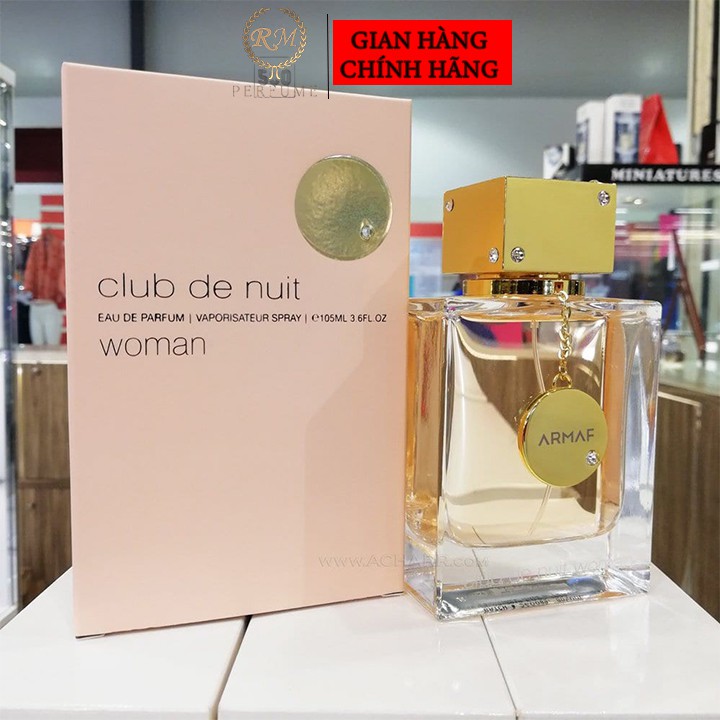 RM
PERFUME
GIAN HÀNG
CHÍNH HÃNG
MINIATURES
club de nuit
EAU DE PARFUM | VAPORISATEUR SPRAY | ℮105ML 3.6FL.OZ
woman
ARMAF